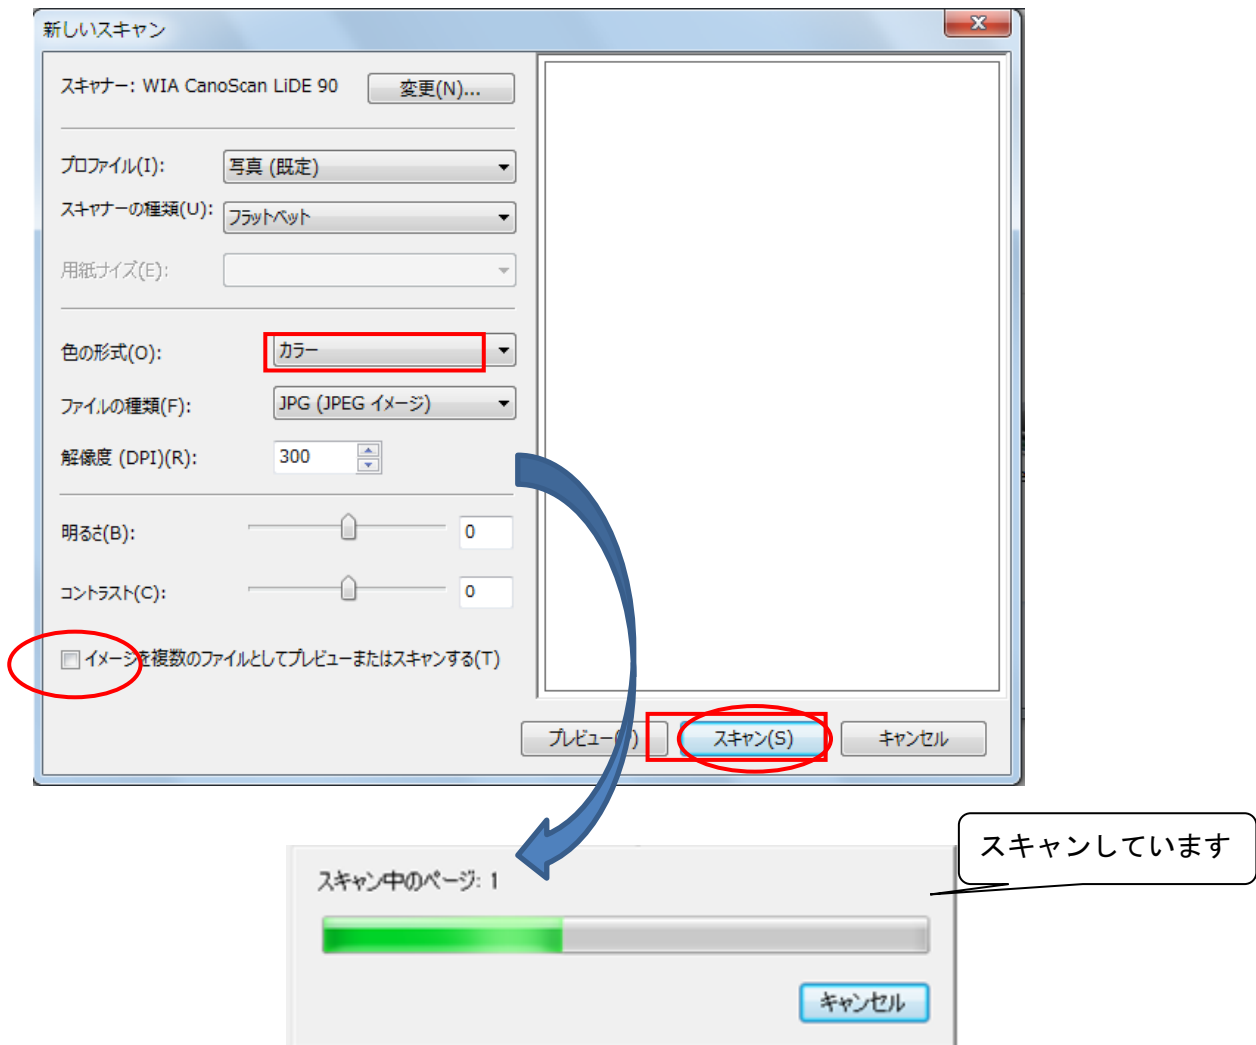 新しいスキャン
スキャナー: WIA CanoScan LiDE 90
変更(N)...
プロファイル(I):
写真 (既定)
スキャナーの種類(U):
フラットベット
用紙サイズ(E):
色の形式(O):
カラー
ファイルの種類(F):
JPG (JPEG イメージ)
解像度 (DPI)(R):
300
明るさ(B):
0
コントラスト(C):
0
イメージを複数のファイルとしてプレビューまたはスキャンする(T)
プレビュー
スキャン(S)
キャンセル
スキャンしています
スキャン中のページ: 1
キャンセル